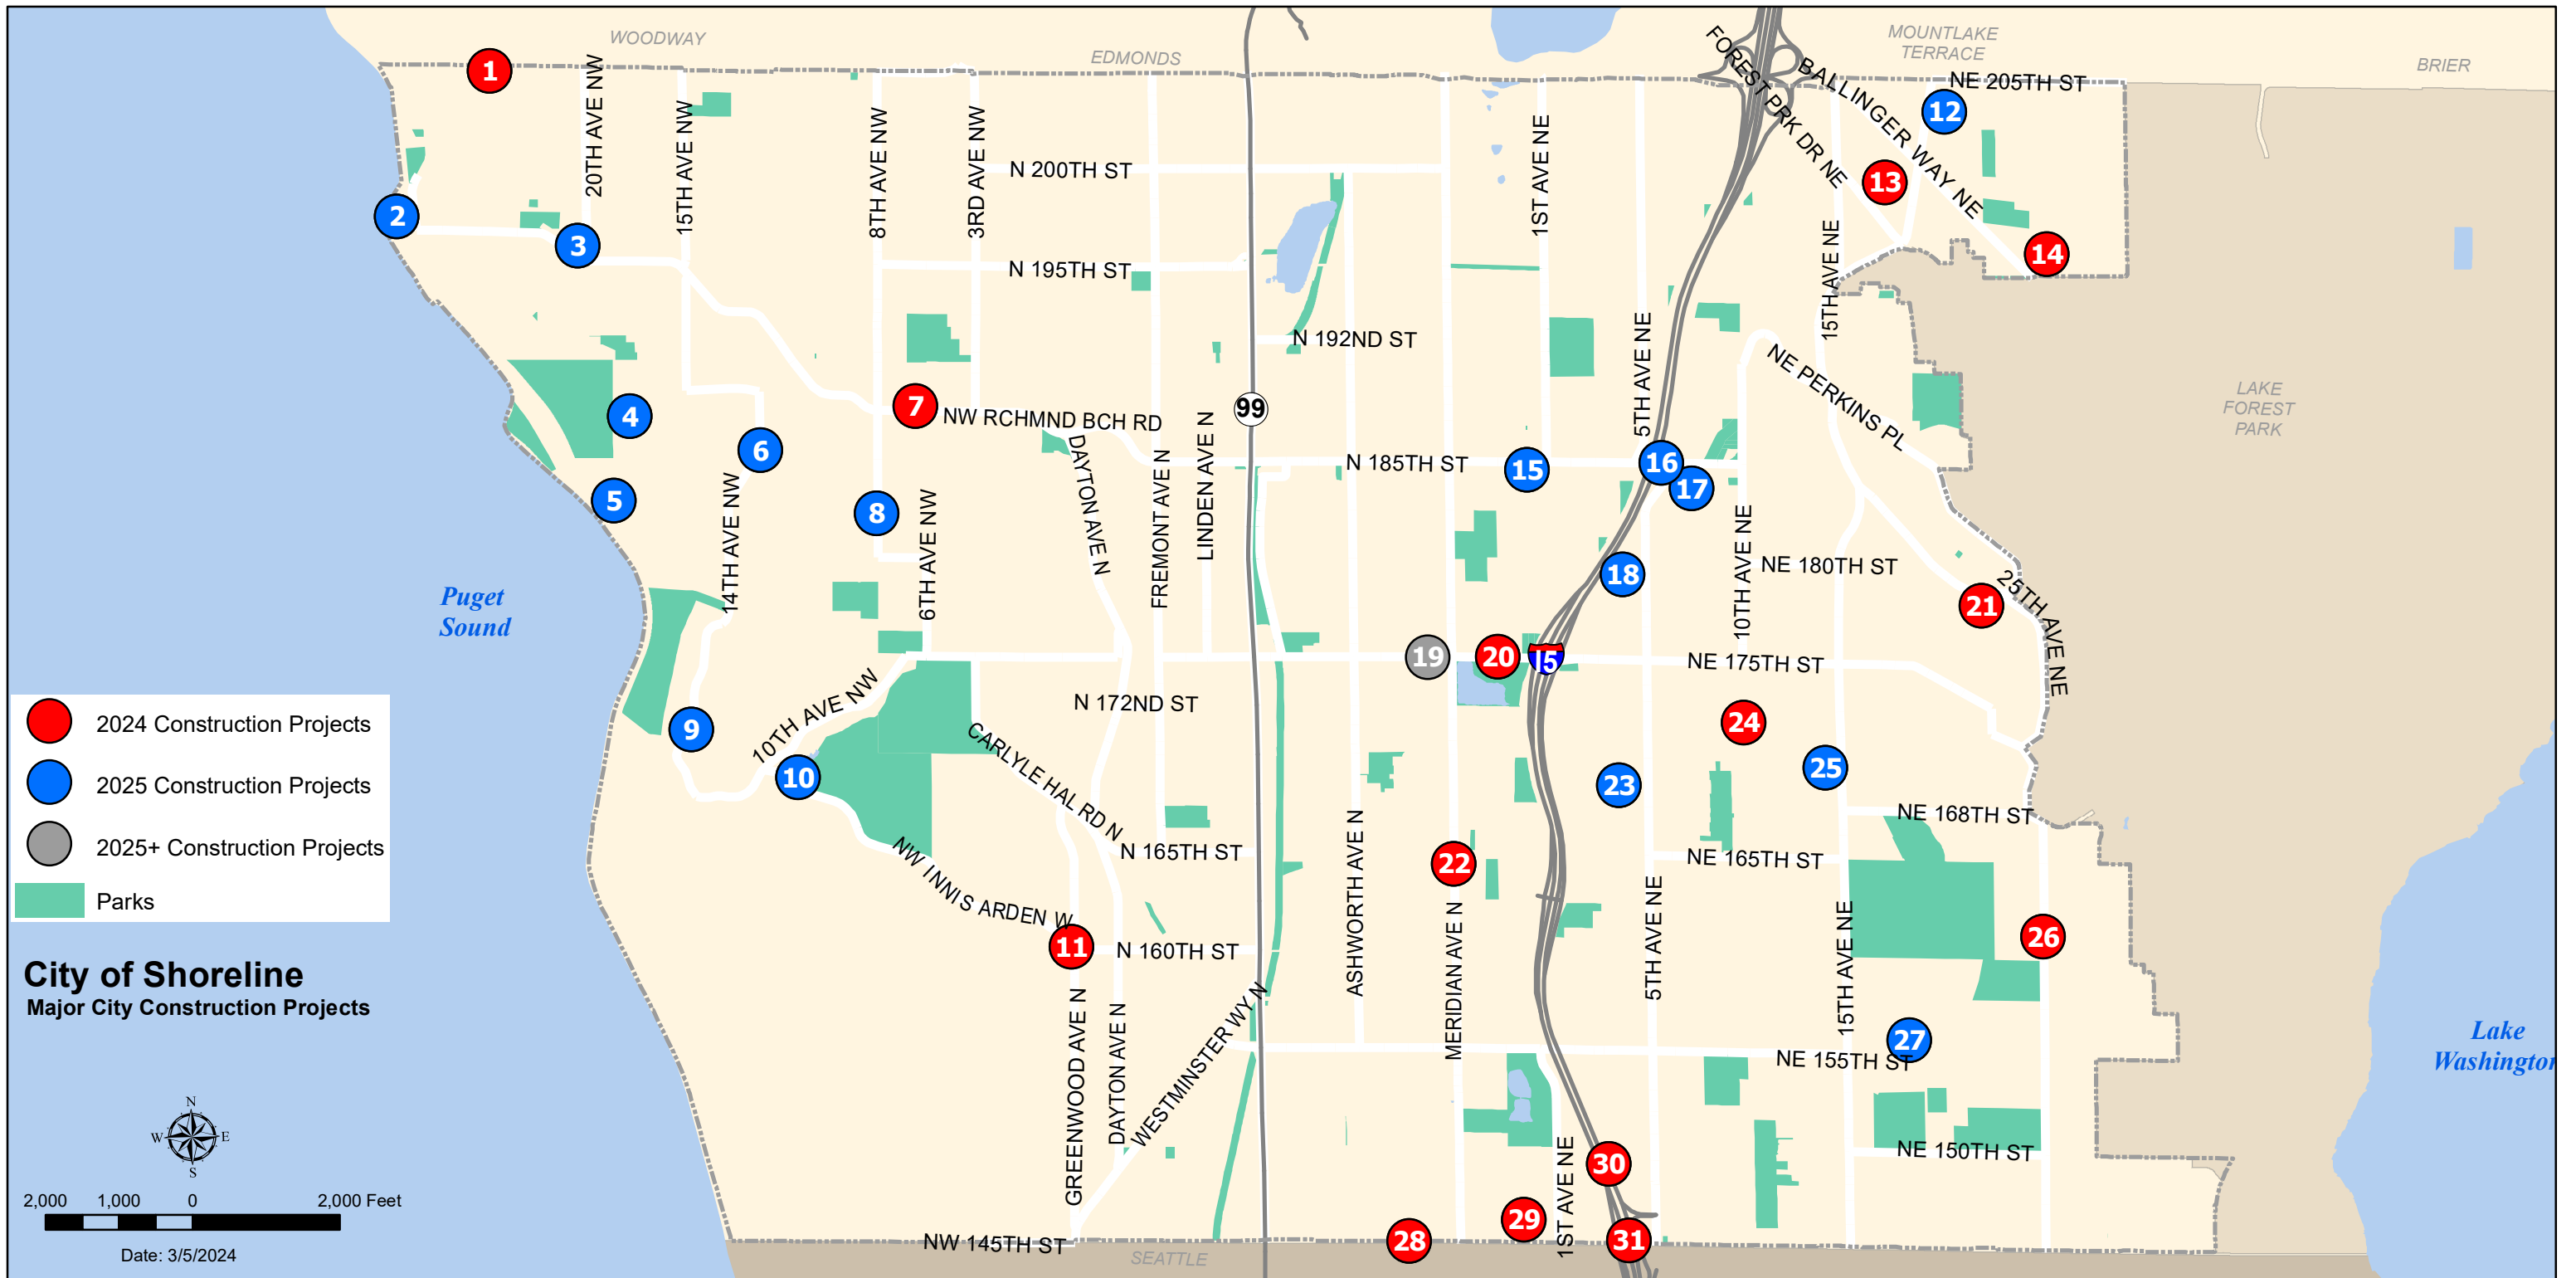 WOODWAY
EDMONDS
MOUNTLAKE
TERRACE
BRIER
FOREST PRK DR NE
BALLINGER WAY NE
NE 205TH ST
1
20TH AVE NW
15TH AVE NW
8TH AVE NW
3RD AVE NW
1ST AVE NE
12
N 200TH ST
13
2
3
15TH AVE NE
14
N 195TH ST
15TH AVE NE
N 192ND ST
5TH AVE NE
NE PERKINS PL
LAKE
FOREST
PARK
4
7
NW RCHMND BCH RD
99
6
DAYTON AVE N
FREMONT AVE N
LINDEN AVE N
N 185TH ST
15
16
17
5
14TH AVE NW
8
6TH AVE NW
10TH AVE NE
NE 180TH ST
18
Puget
Sound
21
25TH AVE NE
19
20
15
NE 175TH ST
10TH AVE NW
N 172ND ST
2024 Construction Projects
9
24
CARLYLE HAL RD N
10
23
25
2025 Construction Projects
NE 168TH ST
2025+ Construction Projects
NW INNIS ARDEN W
N 165TH ST
ASHWORTH AVE N
22
NE 165TH ST
Parks
11
N 160TH ST
MERIDIAN AVE N
5TH AVE NE
15TH AVE NE
26
City of Shoreline
Major City Construction Projects
GREENWOOD AVE N
DAYTON AVE N
WESTMINSTER WY N
27
NE 155TH ST
Lake
Washington
N
W
E
S
NE 150TH ST
1ST AVE NE
30
2,000
1,000
0
2,000 Feet
29
28
31
NW 145TH ST
SEATTLE
Date: 3/5/2024